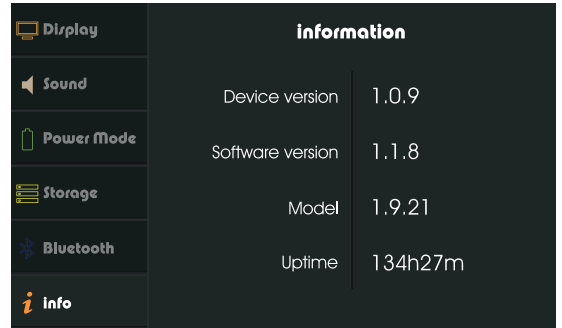 Display
Sound
Power Mode
Storage
Bluetooth
info
information
Device version 1.0.9
Software version 1.1.8
Model 1.9.21
Uptime 134h27m